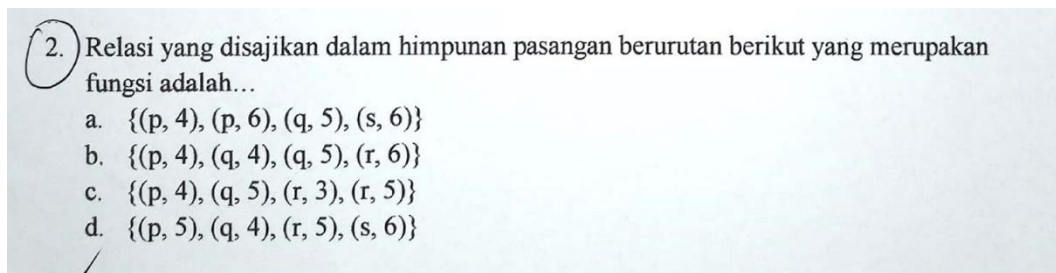 2. Relasi yang disajikan dalam himpunan pasangan berurutan berikut yang merupakan
fungsi adalah...
a. {(p, 4), (p, 6), (q, 5), (s, 6)}
b. {(p, 4), (q, 4), (q, 5), (r, 6)}
c. {(p, 4), (q, 5), (r, 3), (r, 5)}
d. {(p, 5), (q, 4), (r, 5), (s, 6)}